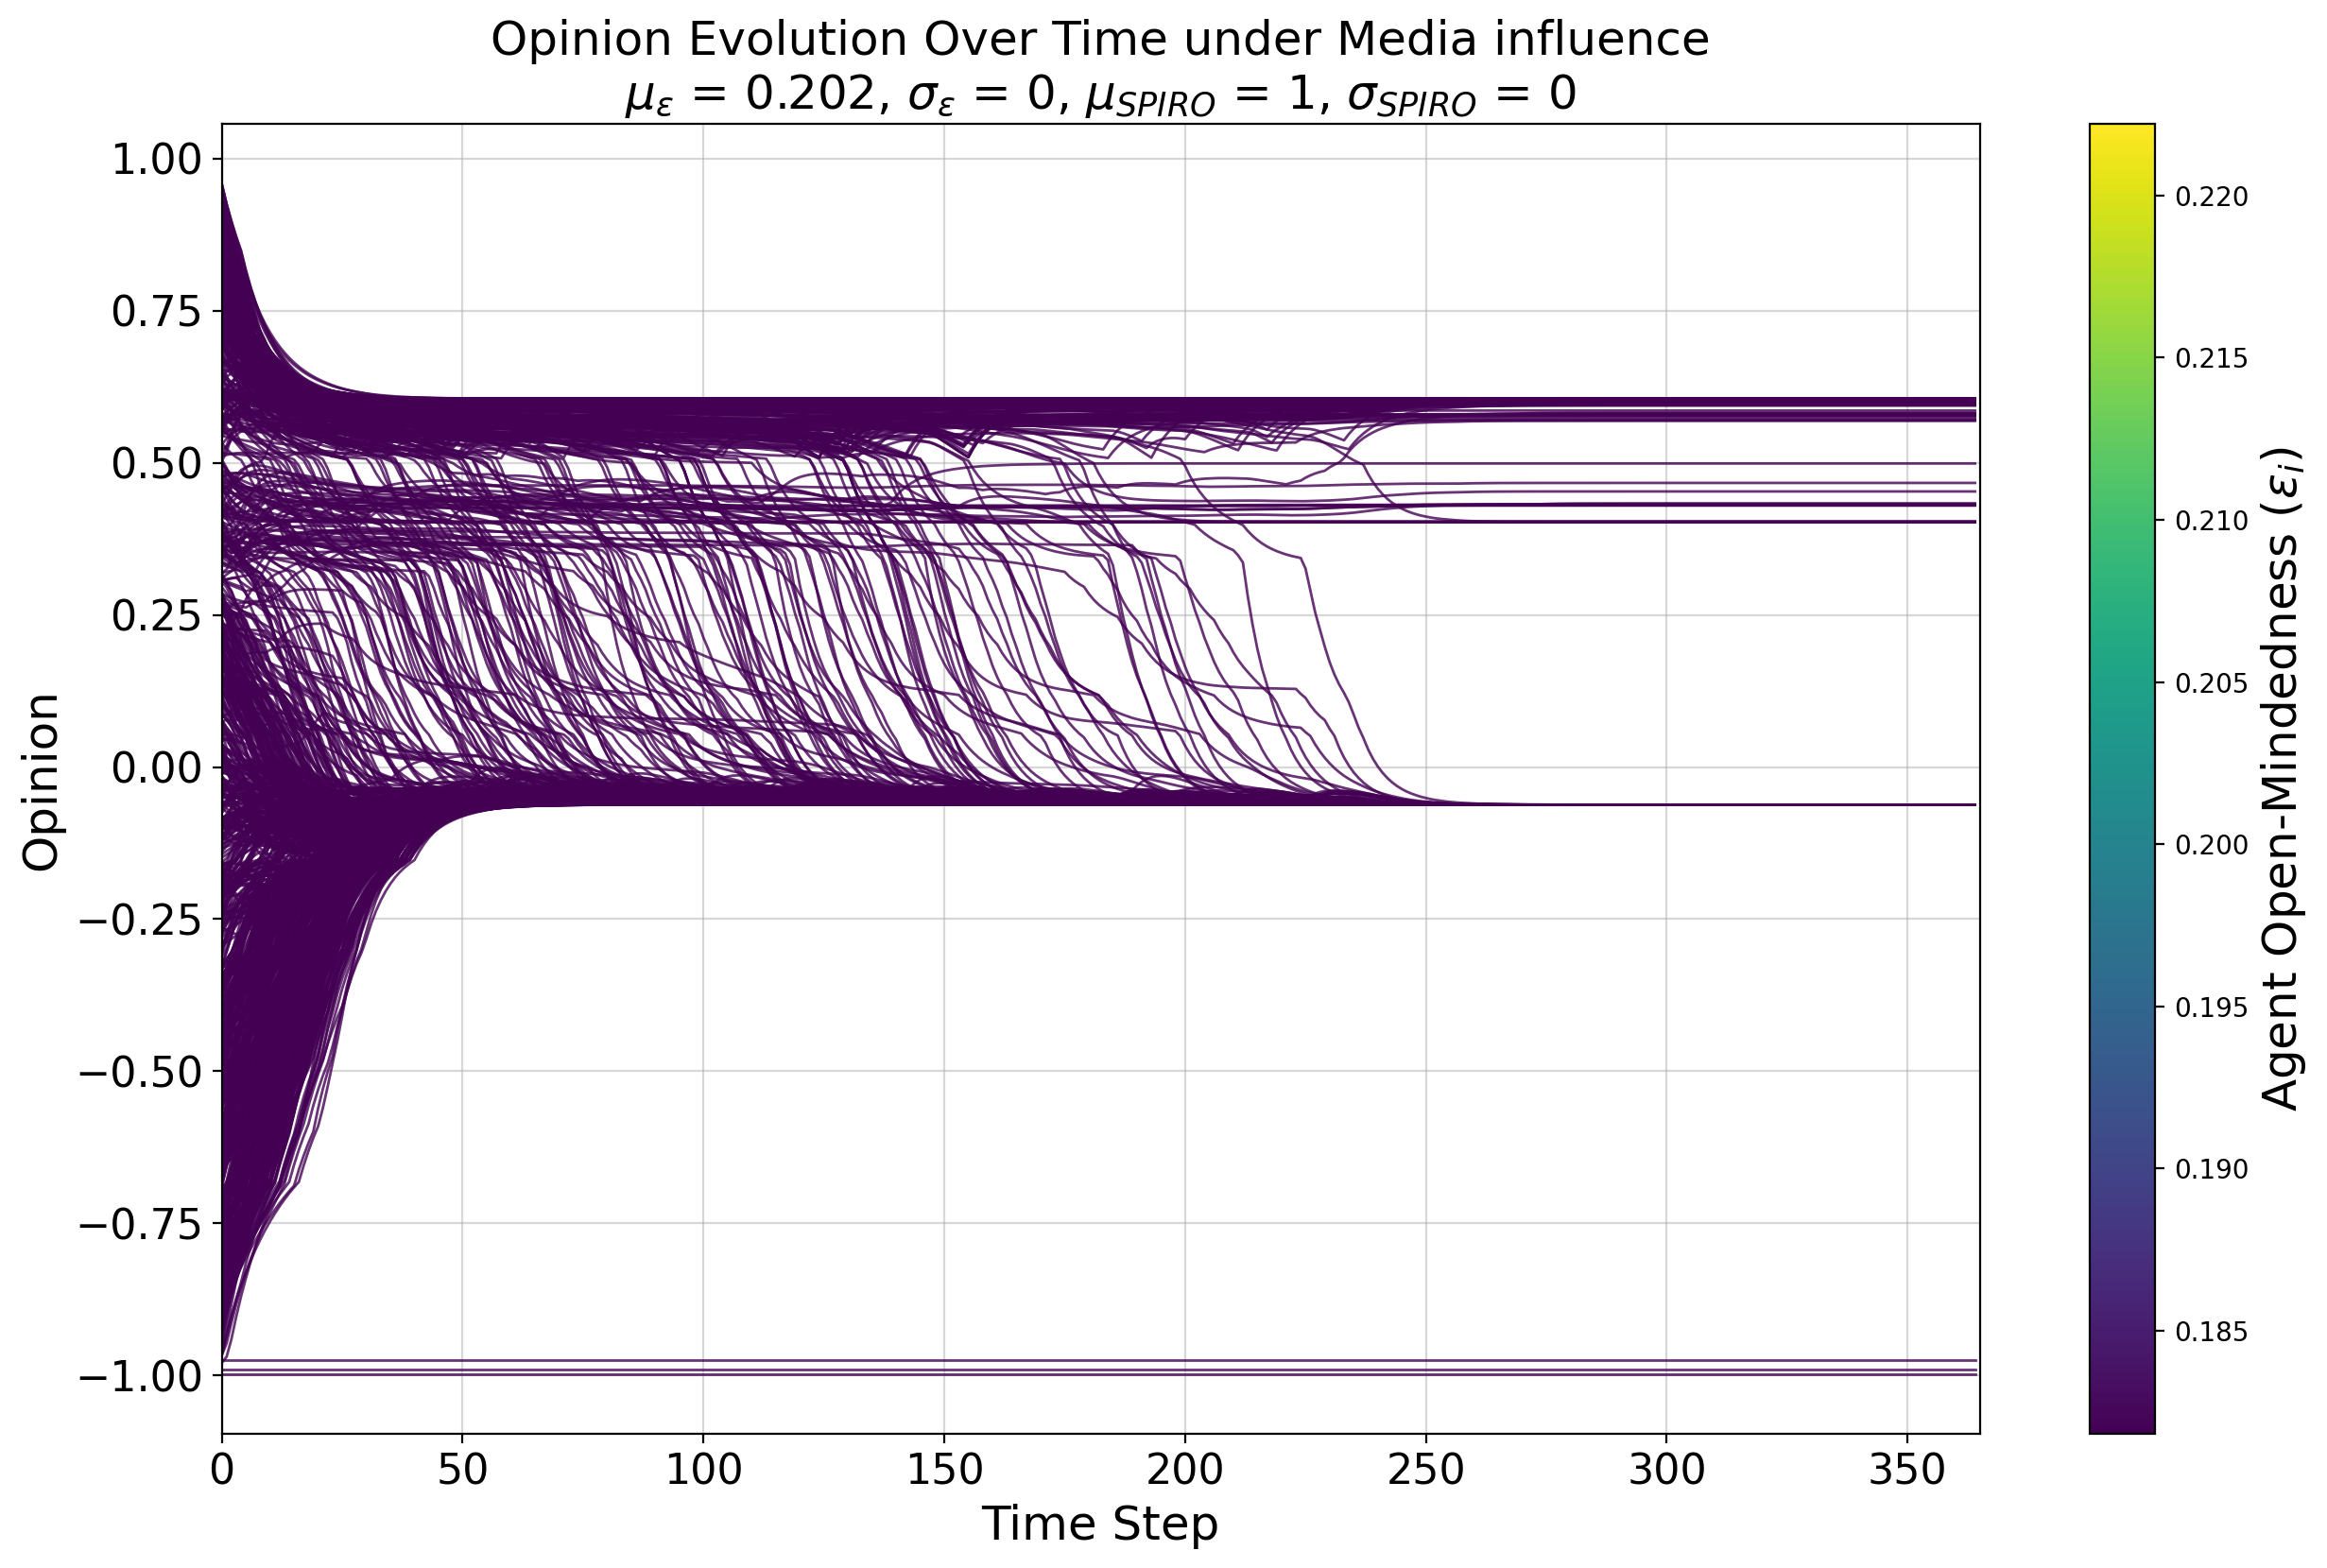 Opinion Evolution Over Time under Media influence
με = 0.202, σε = 0, μSPIRO = 1, σSPIRO = 0
Opinion
1.00
0.75
0.50
0.25
0.00
−0.25
−0.50
−0.75
−1.00
0 50 100 150 200 250 300 350
Time Step
0.220
0.215
0.210
0.205
0.200
0.195
0.190
0.185
Agent Open-Mindedness (εi)